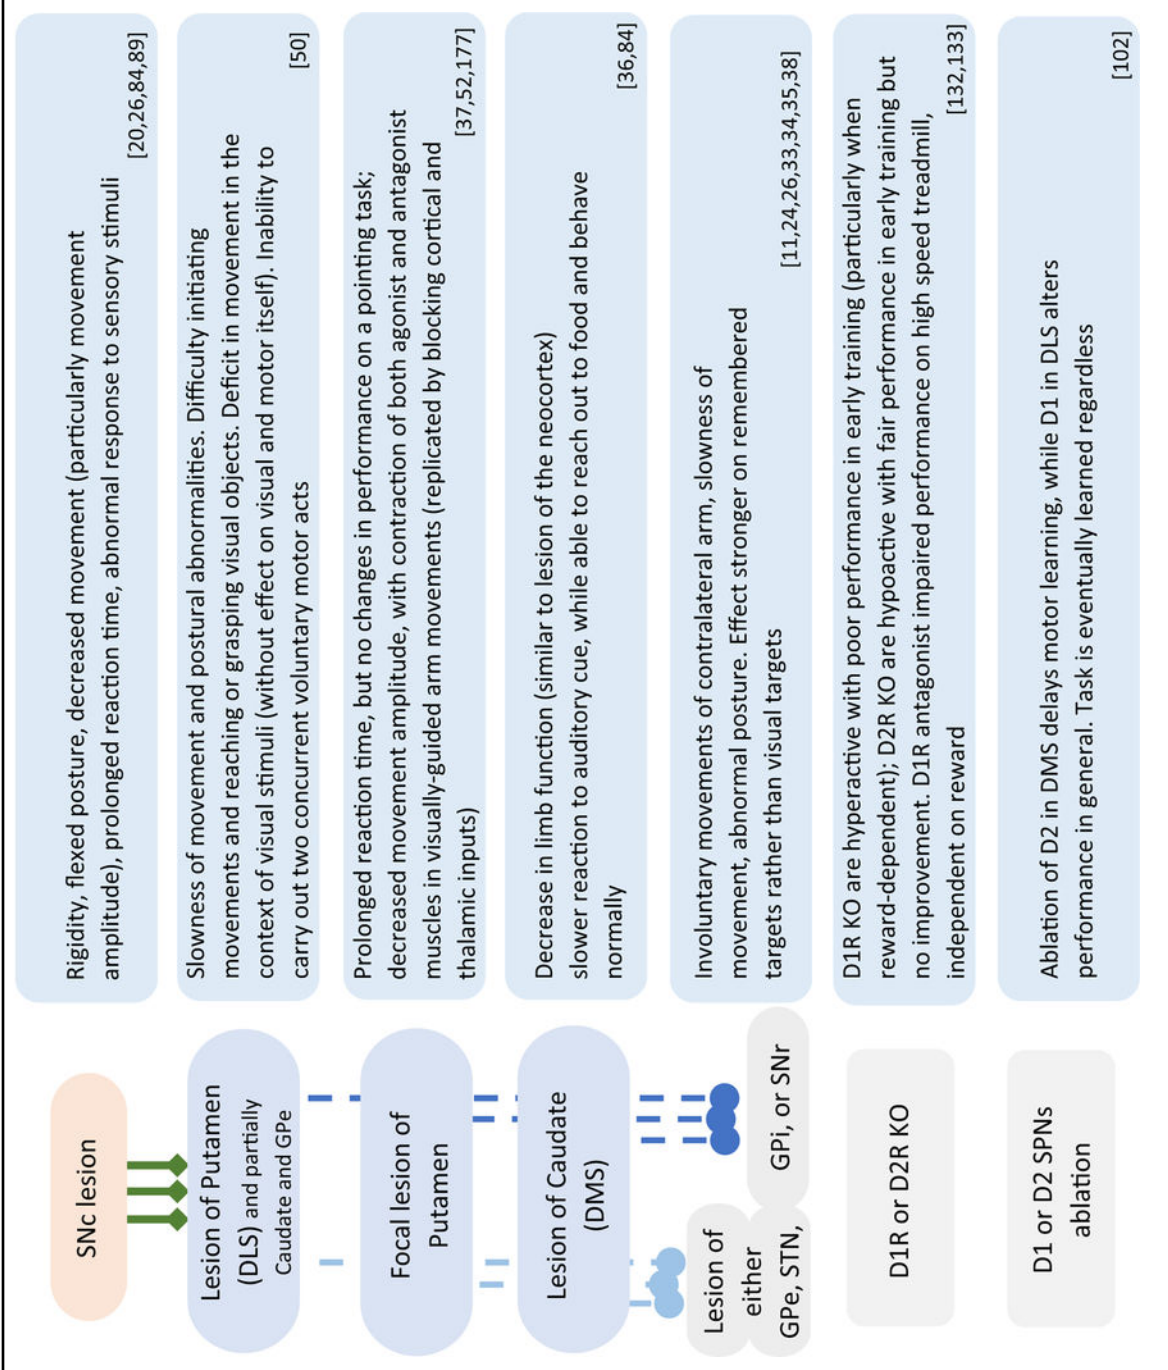 SNc lesion
Rigidity, flexed posture, decreased movement (particularly movement
amplitude), prolonged reaction time, abnormal response to sensory stimuli
[20,26,84,89]
Lesion of Putamen
(DLS) and partially
Caudate and GPe
Slowness of movement and postural abnormalities. Difficulty initiating
movements and reaching or grasping visual objects. Deficit in movement in the
context of visual stimuli (without effect on visual and motor itself). Inability to
carry out two concurrent voluntary motor acts
[50]
Focal lesion of
Putamen
Prolonged reaction time, but no changes in performance on a pointing task;
decreased movement amplitude, with contraction of both agonist and antagonist
muscles in visually-guided arm movements (replicated by blocking cortical and
thalamic inputs)
[37,52,177]
Lesion of Caudate
(DMS)
Decrease in limb function (similar to lesion of the neocortex)
slower reaction to auditory cue, while able to reach out to food and behave
normally
[36,84]
Lesion of
either
GPe, STN,
GPi, or SNr
Involuntary movements of contralateral arm, slowness of
movement, abnormal posture. Effect stronger on remembered
targets rather than visual targets
[11,24,26,33,34,35,38]
D1R or D2R KO
D1R KO are hyperactive with poor performance in early training (particularly when
reward-dependent); D2R KO are hypoactive with fair performance in early training but
no improvement. D1R antagonist impaired performance on high speed treadmill,
independent on reward
[132,133]
D1 or D2 SPNs
ablation
Ablation of D2 in DMS delays motor learning, while D1 in DLS alters
performance in general. Task is eventually learned regardless
[102]